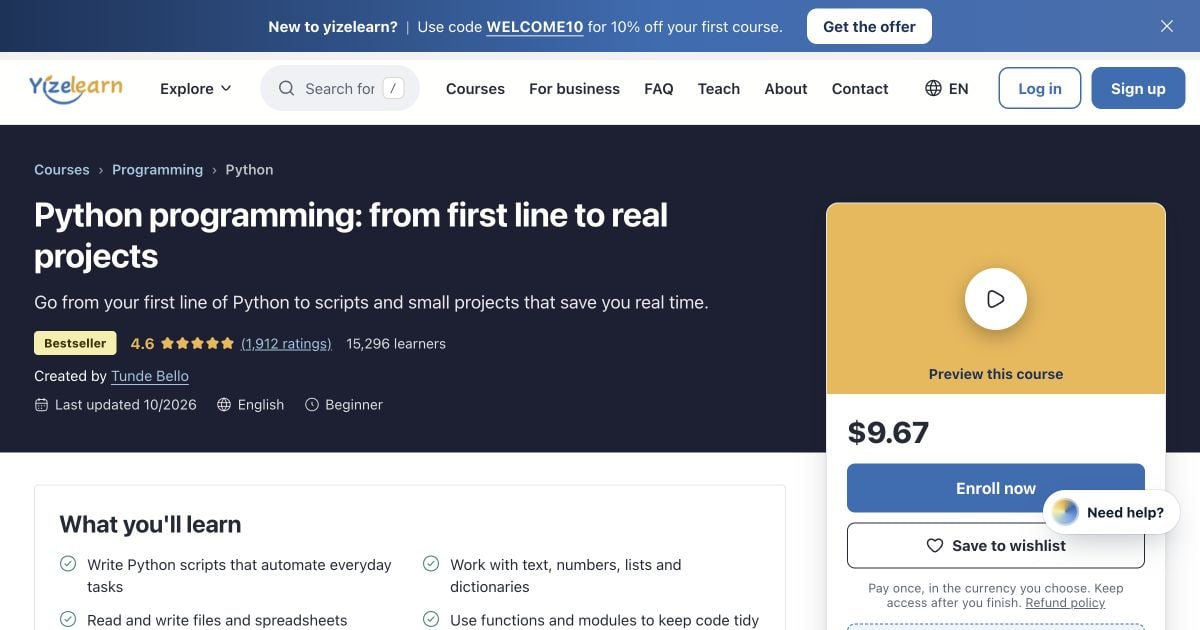 New to yizelearn? | Use code WELCOME10 for 10% off your first course.
Get the offer
Yizelearn
Explore
Search for
/
Courses
For business
FAQ
Teach
About
Contact
EN
Log in
Sign up
Courses › Programming › Python
Python programming: from first line to real
projects
Go from your first line of Python to scripts and small projects that save you real time.
Bestseller
4.6
(1,912 ratings)
15,296 learners
Created by Tunde Bello
Last updated 10/2026
English
Beginner
Preview this course
$9.67
Enroll now
Need help?
Save to wishlist
Pay once, in the currency you choose. Keep
access after you finish. Refund policy
What you'll learn
Write Python scripts that automate everyday
tasks
Work with text, numbers, lists and
dictionaries
Read and write files and spreadsheets
Use functions and modules to keep code tidy